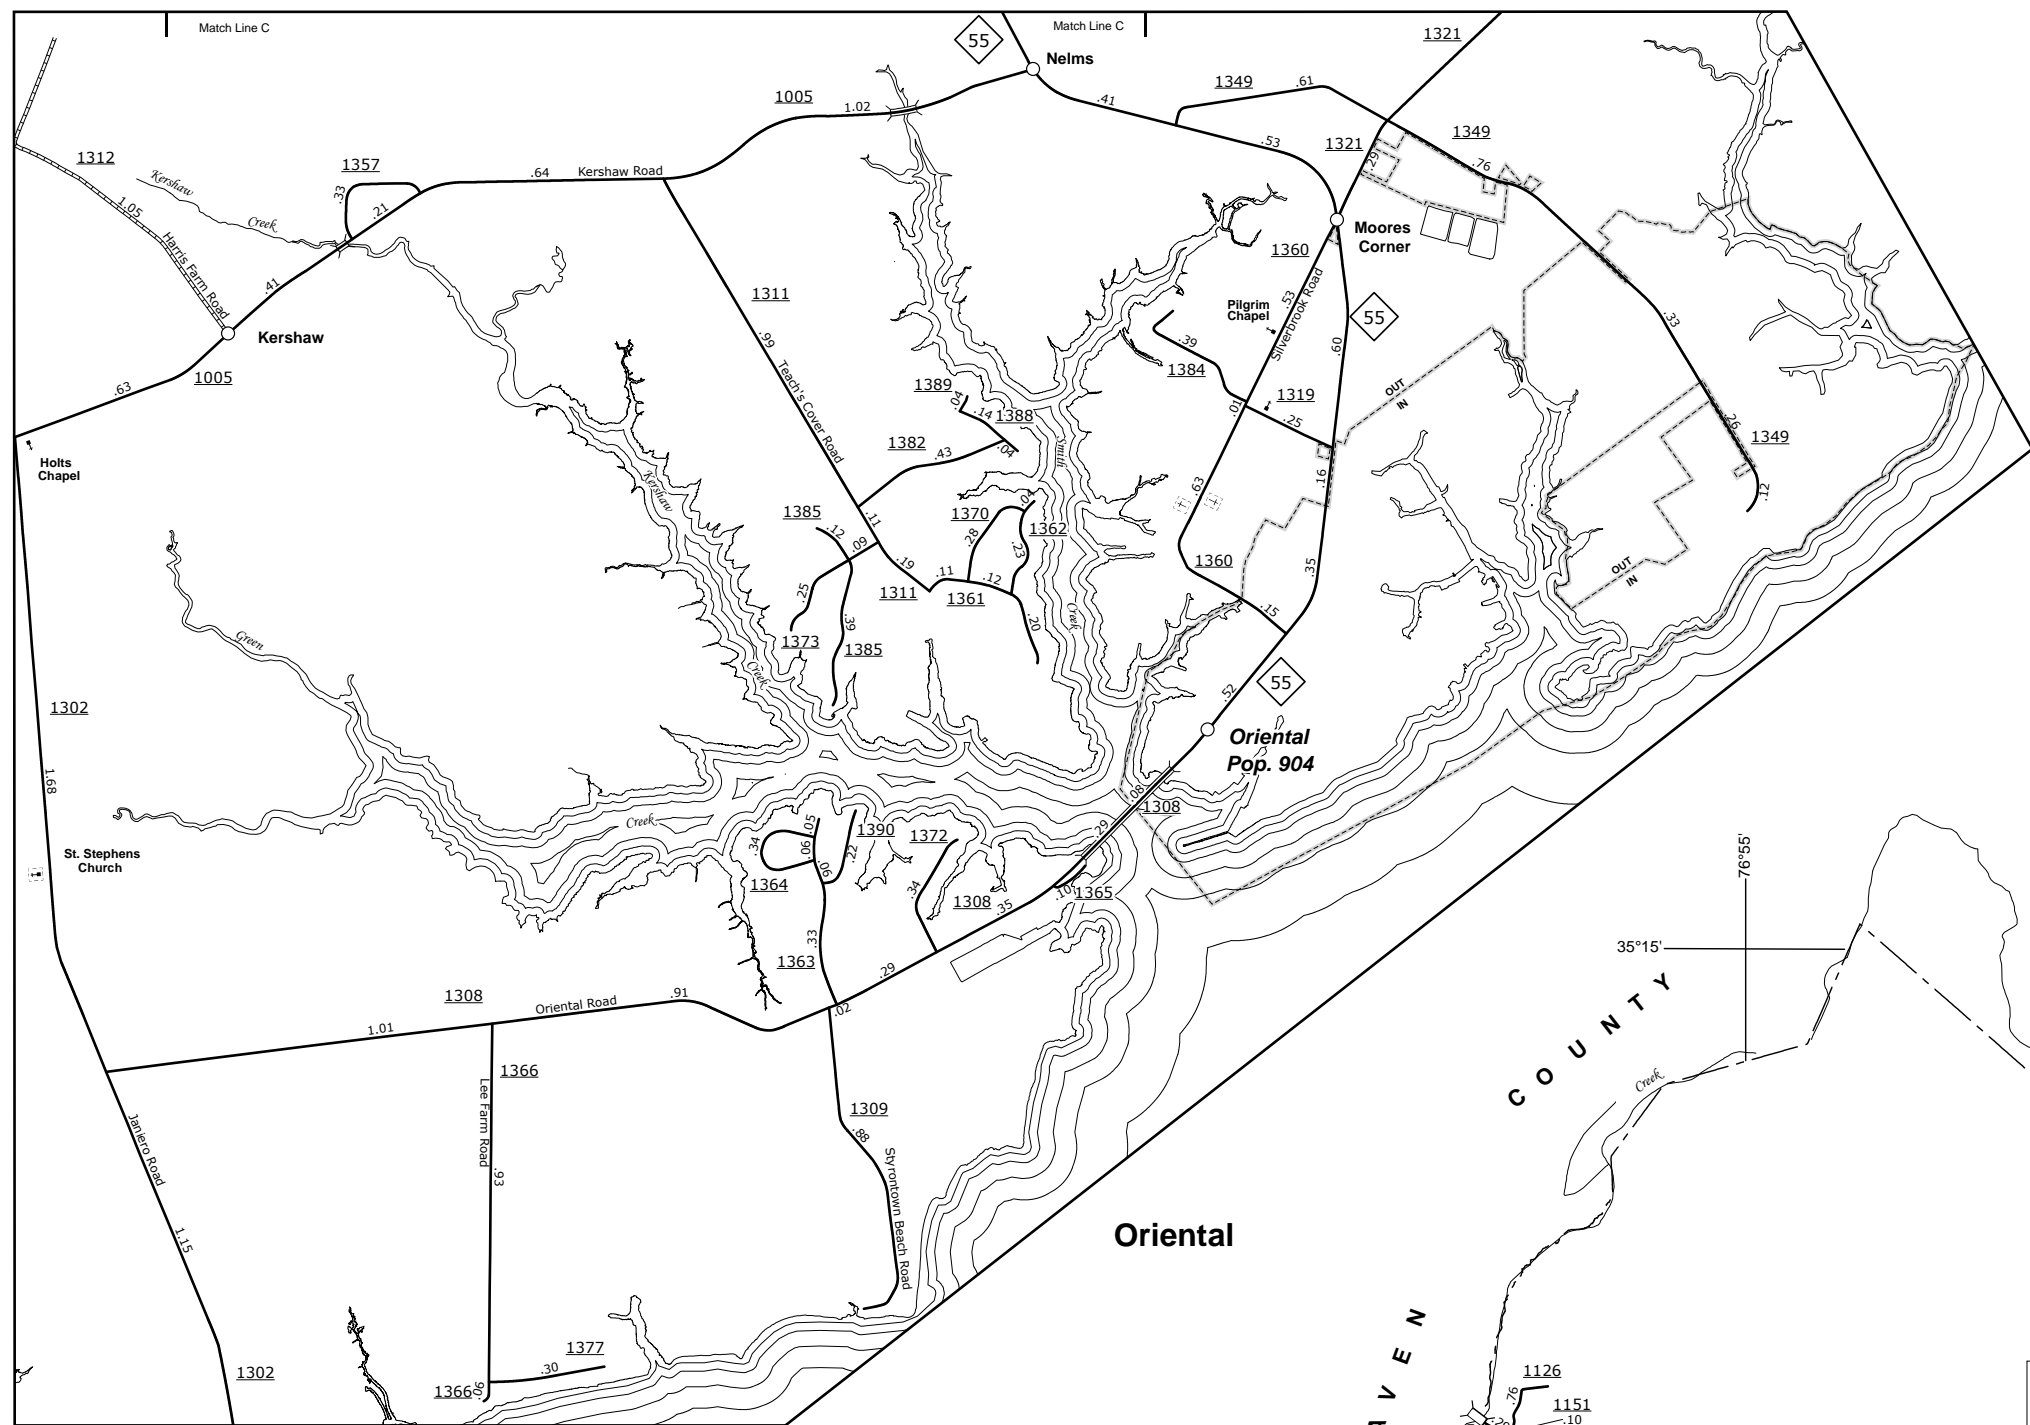 Match Line C
Match Line C
55
Nelms
1321
1349
.61
1005
1.02
.41
.53
1321
.29
1349
.76
1312
1357
.33
.64
Kershaw Road
.21
Kershaw
Creek
1.05
Harris Farm Road
.41
Kershaw
1005
.63
Holts
Chapel
Moores
Corner
1360
.53
Silverbrook Road
Pilgrim
Chapel
55
.60
1311
.99
Teach's Cover Road
.39
1384
1319
.01
.25
OUT
IN
.33
.26
1349
.12
1389
.04
.14
1388
.04
1382
.43
Smith
Creek
Kershaw
Creek
.63
.16
1385
.12
.09
.11
.19
1370
.28
.04
1362
.23
.11
.12
1311
1361
.20
.25
1373
.39
1385
1360
.15
.35
OUT
IN
Green
Creek
1302
1.68
55
.52
Oriental
Pop. 904
.08
1308
.29
St. Stephens
Church
.05
.34
.06
.06
1390
.22
1364
1372
.34
1308
.35
.10
1365
.33
1363
.29
.02
1308
Oriental Road
.91
1.01
76°55'
35°15'
COUNTY
Creek
1366
Lee Farm Road
.93
1309
.88
Styrontown Beach Road
Janiero Road
1.15
1302
Oriental
1377
.30
1366
.06
AVEN
1126
.76
1151
.10